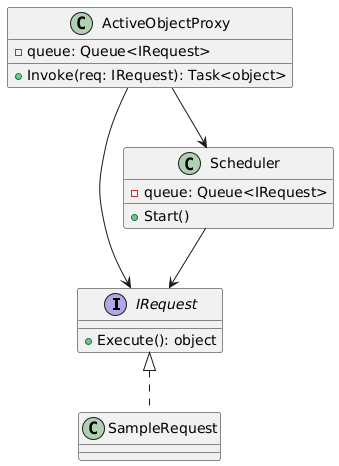 C ActiveObjectProxy
queue: Queue<IRequest>
Invoke(req: IRequest): Task<object>
C Scheduler
queue: Queue<IRequest>
Start()
I IRequest
Execute(): object
C SampleRequest